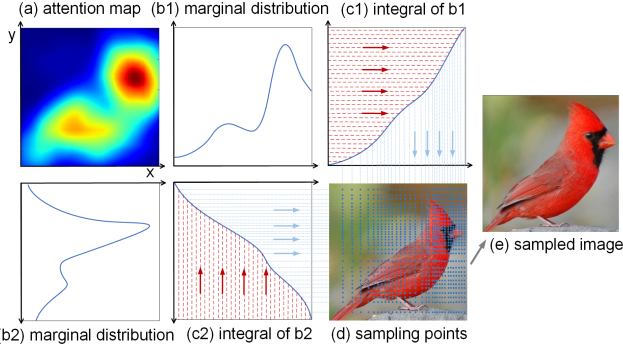 (a) attention map
(b1) marginal distribution
(c1) integral of b1
y
x
(e) sampled image
(b2) marginal distribution
(c2) integral of b2
(d) sampling points